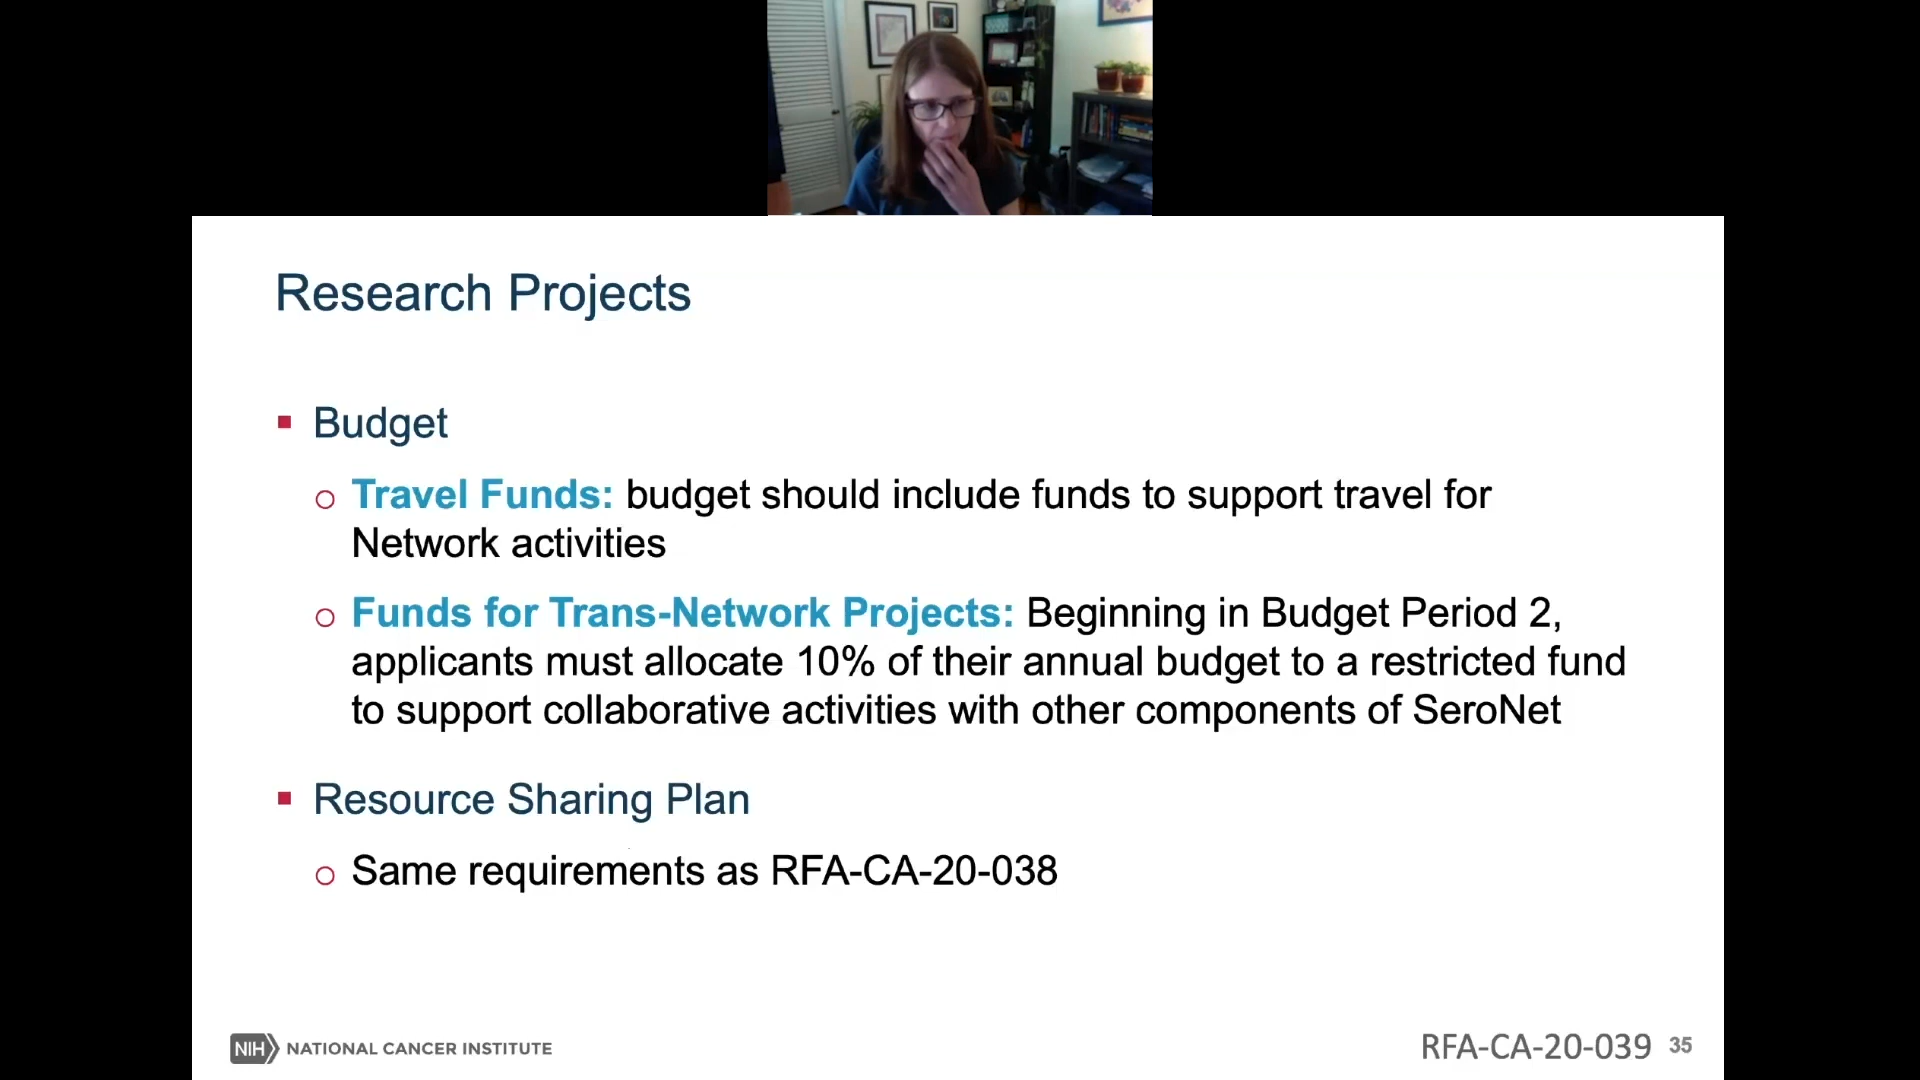 Research Projects
Budget
Travel Funds: budget should include funds to support travel for
Network activities
Funds for Trans-Network Projects: Beginning in Budget Period 2,
applicants must allocate 10% of their annual budget to a restricted fund
to support collaborative activities with other components of SeroNet
Resource Sharing Plan
Same requirements as RFA-CA-20-038
NIH NATIONAL CANCER INSTITUTE
RFA-CA-20-039 35